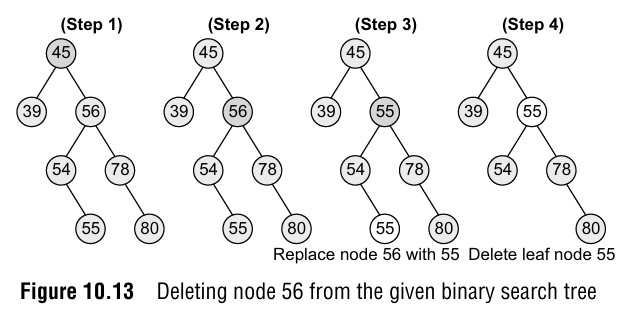 (Step 1) (Step 2) (Step 3) (Step 4)
45 45 45 45
39 56 39 56 39 55 39 55
54 78 54 78 54 78 54 78
55 80 55 80 55 80 80
Replace node 56 with 55 Delete leaf node 55
Figure 10.13 Deleting node 56 from the given binary search tree